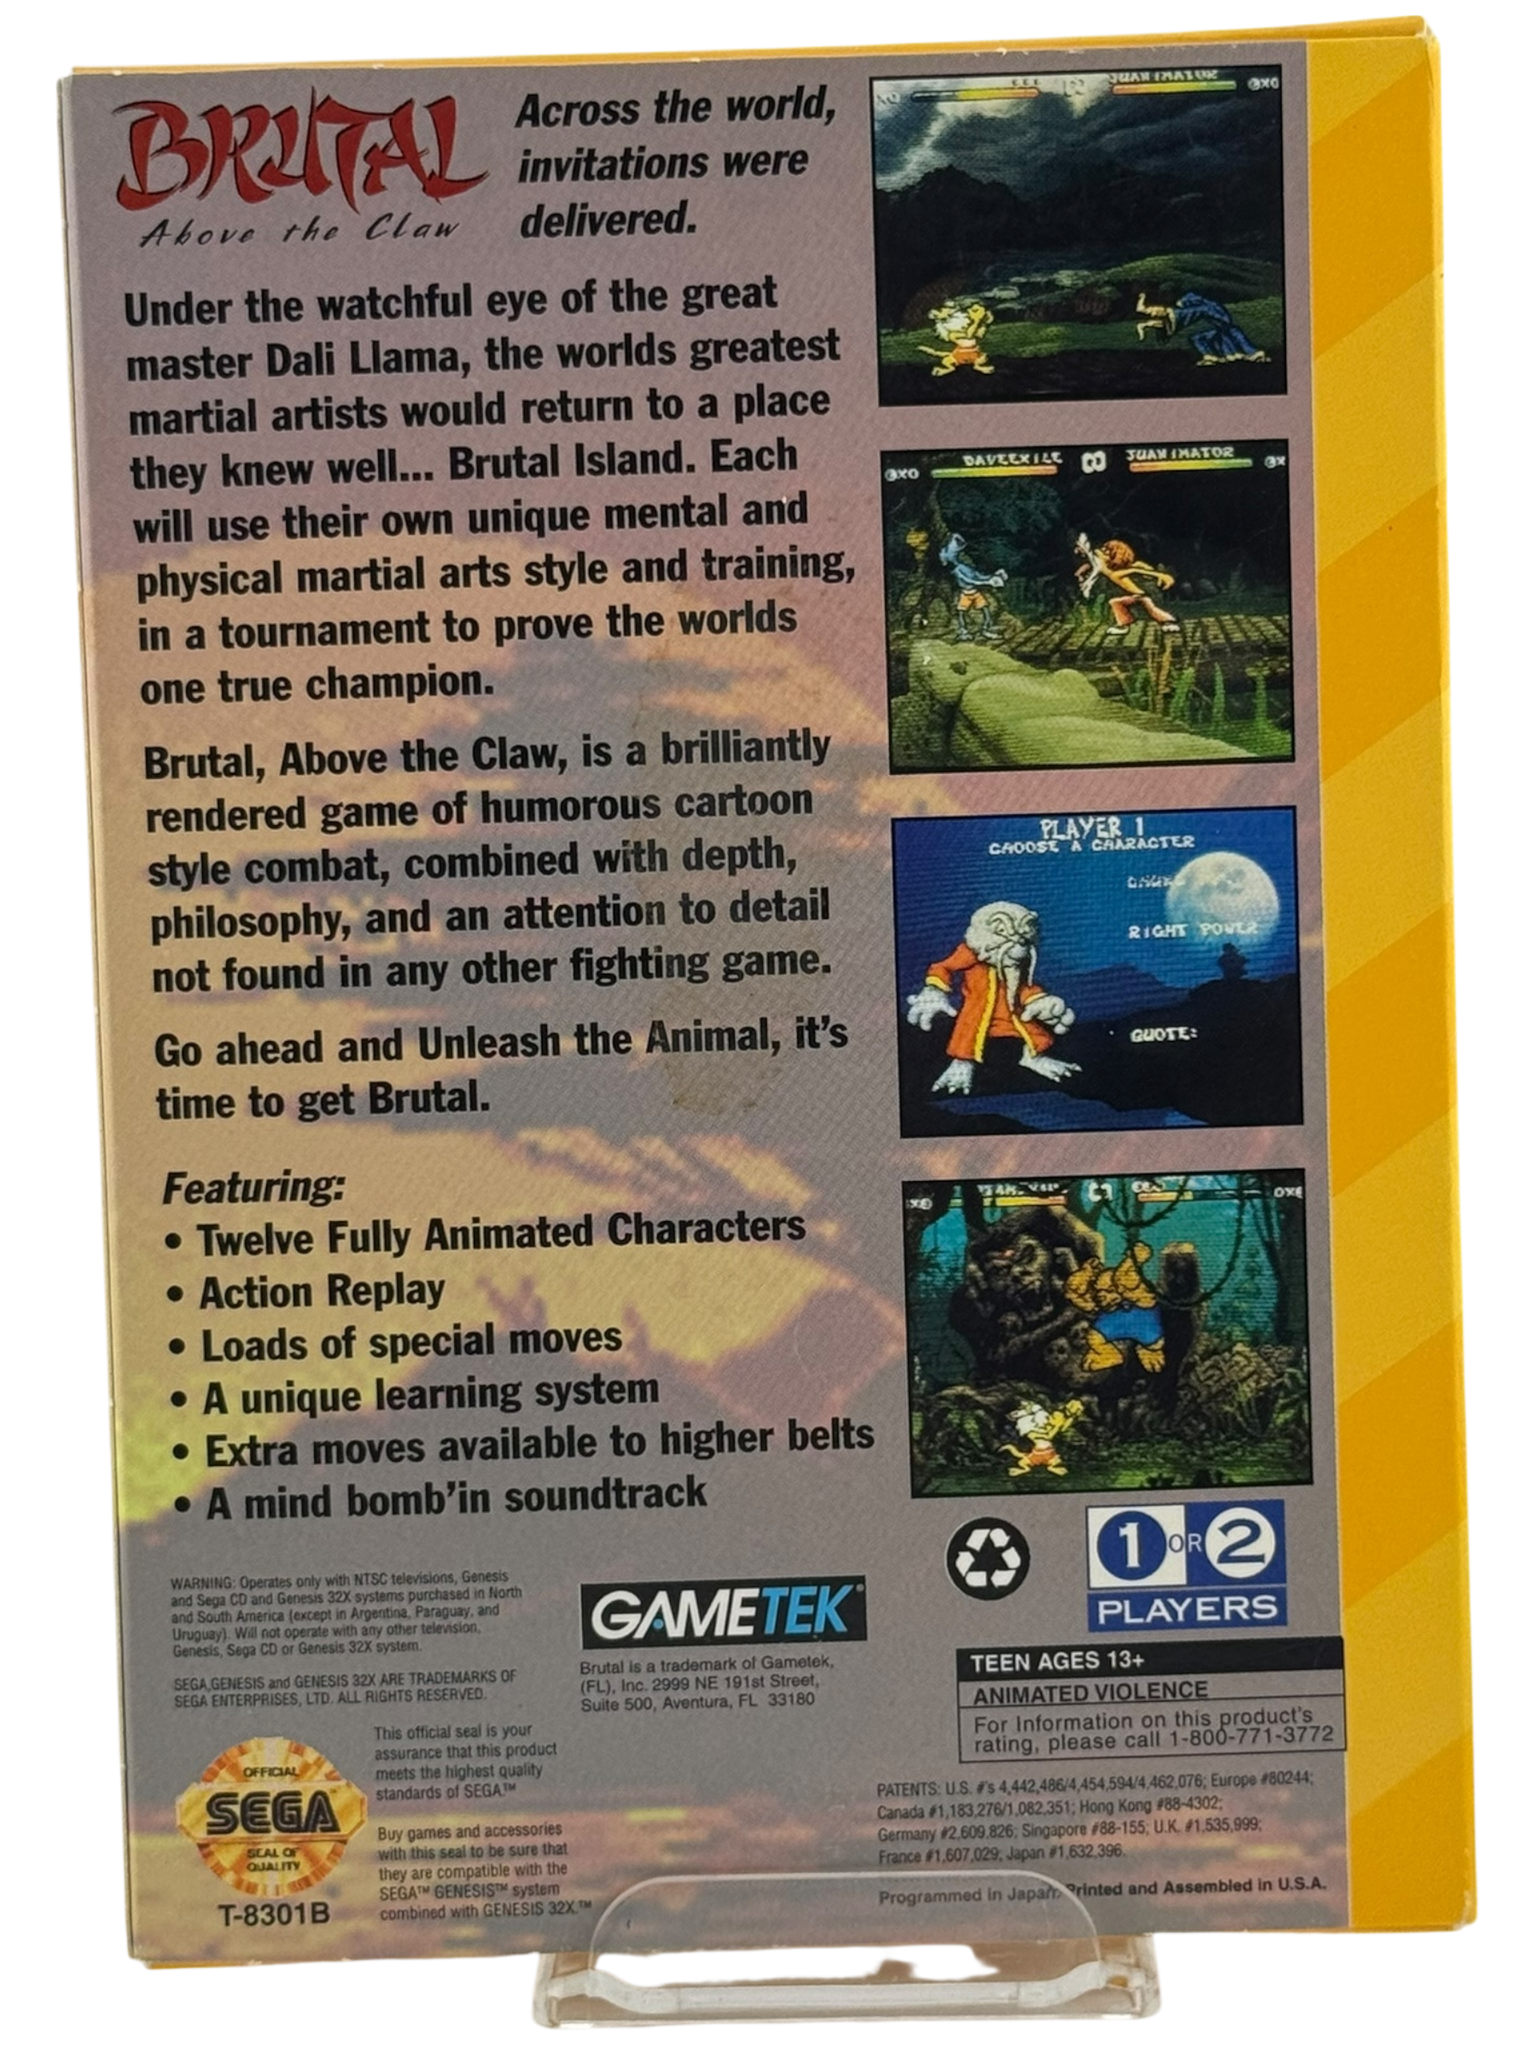 BRUTAL
Above the Claw
Across the world,
invitations were
delivered.
Under the watchful eye of the great
master Dali Llama, the worlds greatest
martial artists would return to a place
they knew well... Brutal Island. Each
will use their own unique mental and
physical martial arts style and training,
in a tournament to prove the worlds
one true champion.
Brutal, Above the Claw, is a brilliantly
rendered game of humorous cartoon
style combat, combined with depth,
philosophy, and an attention to detail
not found in any other fighting game.
Go ahead and Unleash the Animal, it's
time to get Brutal.
Featuring:
• Twelve Fully Animated Characters
• Action Replay
• Loads of special moves
• A unique learning system
• Extra moves available to higher belts
• A mind bomb'in soundtrack
JUAN IMATOR
DAVEEXILE
JUAN IMATOR
PLAYER 1
CHOOSE A CHARACTER
RIGHT POWER
QUOTE:
1 OR 2
PLAYERS
WARNING: Operates only with NTSC televisions, Genesis
and Sega CD and Genesis 32X systems purchased in North
and South America (except in Argentina, Paraguay, and
Uruguay). Will not operate with any other television,
Genesis, Sega CD or Genesis 32X system.
SEGA,GENESIS and GENESIS 32X ARE TRADEMARKS OF
SEGA ENTERPRISES, LTD. ALL RIGHTS RESERVED.
GAMETEK®
Brutal is a trademark of Gametek,
(FL), Inc. 2999 NE 191st Street,
Suite 500, Aventura, FL 33180
TEEN AGES 13+
ANIMATED VIOLENCE
For Information on this product's
rating, please call 1-800-771-3772
OFFICIAL
SEGA
SEAL OF
QUALITY
T-8301B
This official seal is your
assurance that this product
meets the highest quality
standards of SEGA™
Buy games and accessories
with this seal to be sure that
they are compatible with the
SEGA™ GENESIS™ system
combined with GENESIS 32X.™
PATENTS: U.S. #'s 4,442,486/4,454,594/4,462,076; Europe #80244;
Canada #1,183,276/1,082,351; Hong Kong #88-4302;
Germany #2,609,826; Singapore #88-155; U.K. #1,535,999;
France #1,607,029; Japan #1,632,396.
Programmed in Japan. Printed and Assembled in U.S.A.